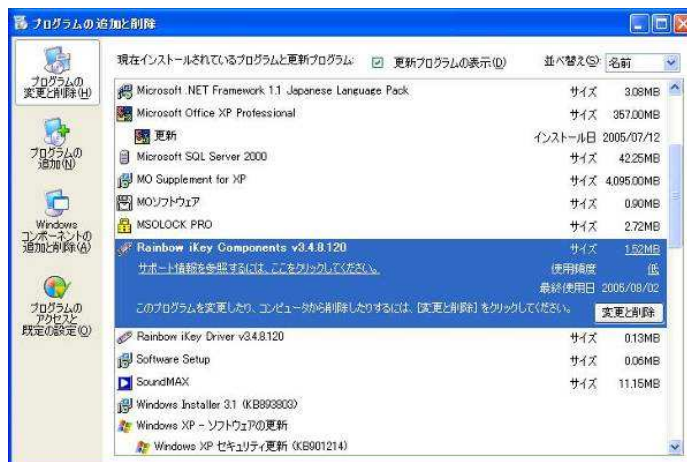 プログラムの追加と削除
プログラムの
変更と削除(H)
プログラムの
追加(N)
Windows
コンポーネントの
追加と削除(A)
プログラムの
アクセスと
既定の設定(O)
現在インストールされているプログラムと更新プログラム: 更新プログラムの表示(D) 並べ替え(S): 名前
Microsoft .NET Framework 1.1 Japanese Language Pack サイズ 3.08MB
Microsoft Office XP Professional サイズ 357.00MB
更新 インストール日 2005/07/12
Microsoft SQL Server 2000 サイズ 42.25MB
MO Supplement for XP サイズ 4,095.00MB
MOソフトウェア サイズ 0.90MB
MSOLOCK PRO サイズ 2.72MB
Rainbow iKey Components v3.4.8.120 サイズ 1.52MB
サポート情報を参照するには、ここをクリックしてください。 使用頻度 低
最終使用日 2005/08/02
このプログラムを変更したり、コンピュータから削除したりするには、[変更と削除] をクリックしてください。 変更と削除
Rainbow iKey Driver v3.4.8.120 サイズ 0.13MB
Software Setup サイズ 0.06MB
SoundMAX サイズ 11.15MB
Windows Installer 3.1 (KB893803)
Windows XP - ソフトウェアの更新
Windows XP セキュリティ更新 (KB901214)